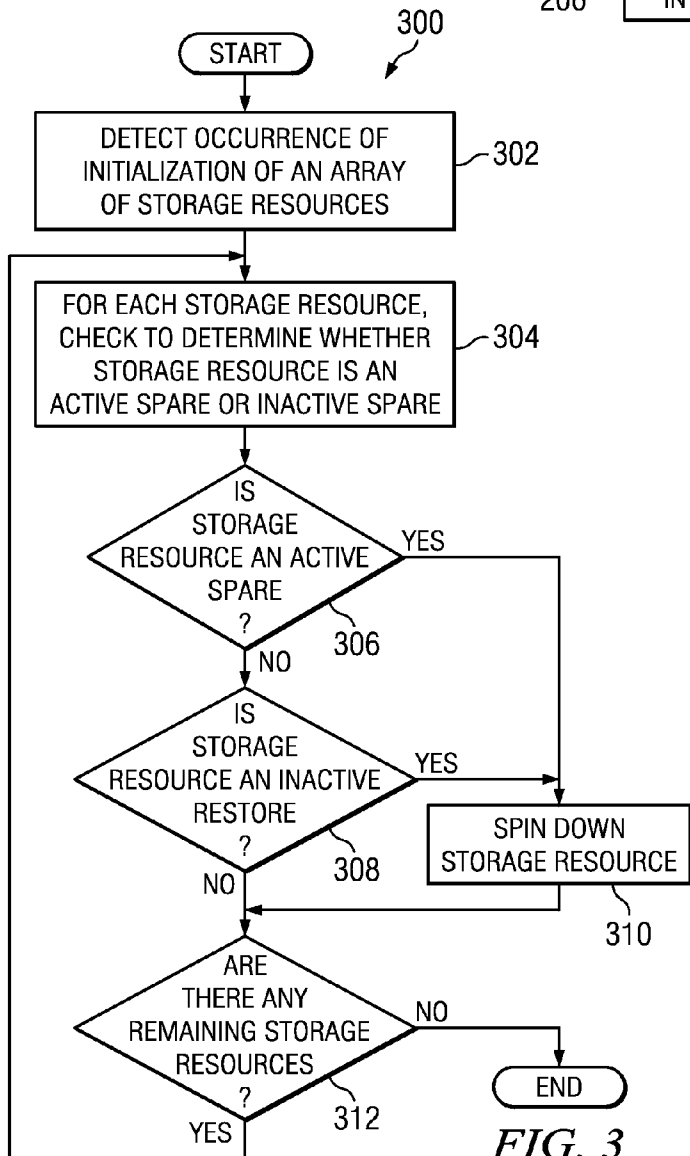 206
300
START
DETECT OCCURRENCE OF
INITIALIZATION OF AN ARRAY
OF STORAGE RESOURCES
302
FOR EACH STORAGE RESOURCE,
CHECK TO DETERMINE WHETHER
STORAGE RESOURCE IS AN
ACTIVE SPARE OR INACTIVE SPARE
304
IS
STORAGE
RESOURCE AN ACTIVE
SPARE
?
YES
306
NO
IS
STORAGE
RESOURCE AN INACTIVE
RESTORE
?
YES
308
NO
SPIN DOWN
STORAGE RESOURCE
310
ARE
THERE ANY
REMAINING STORAGE
RESOURCES
?
NO
312
YES
END
FIG. 3